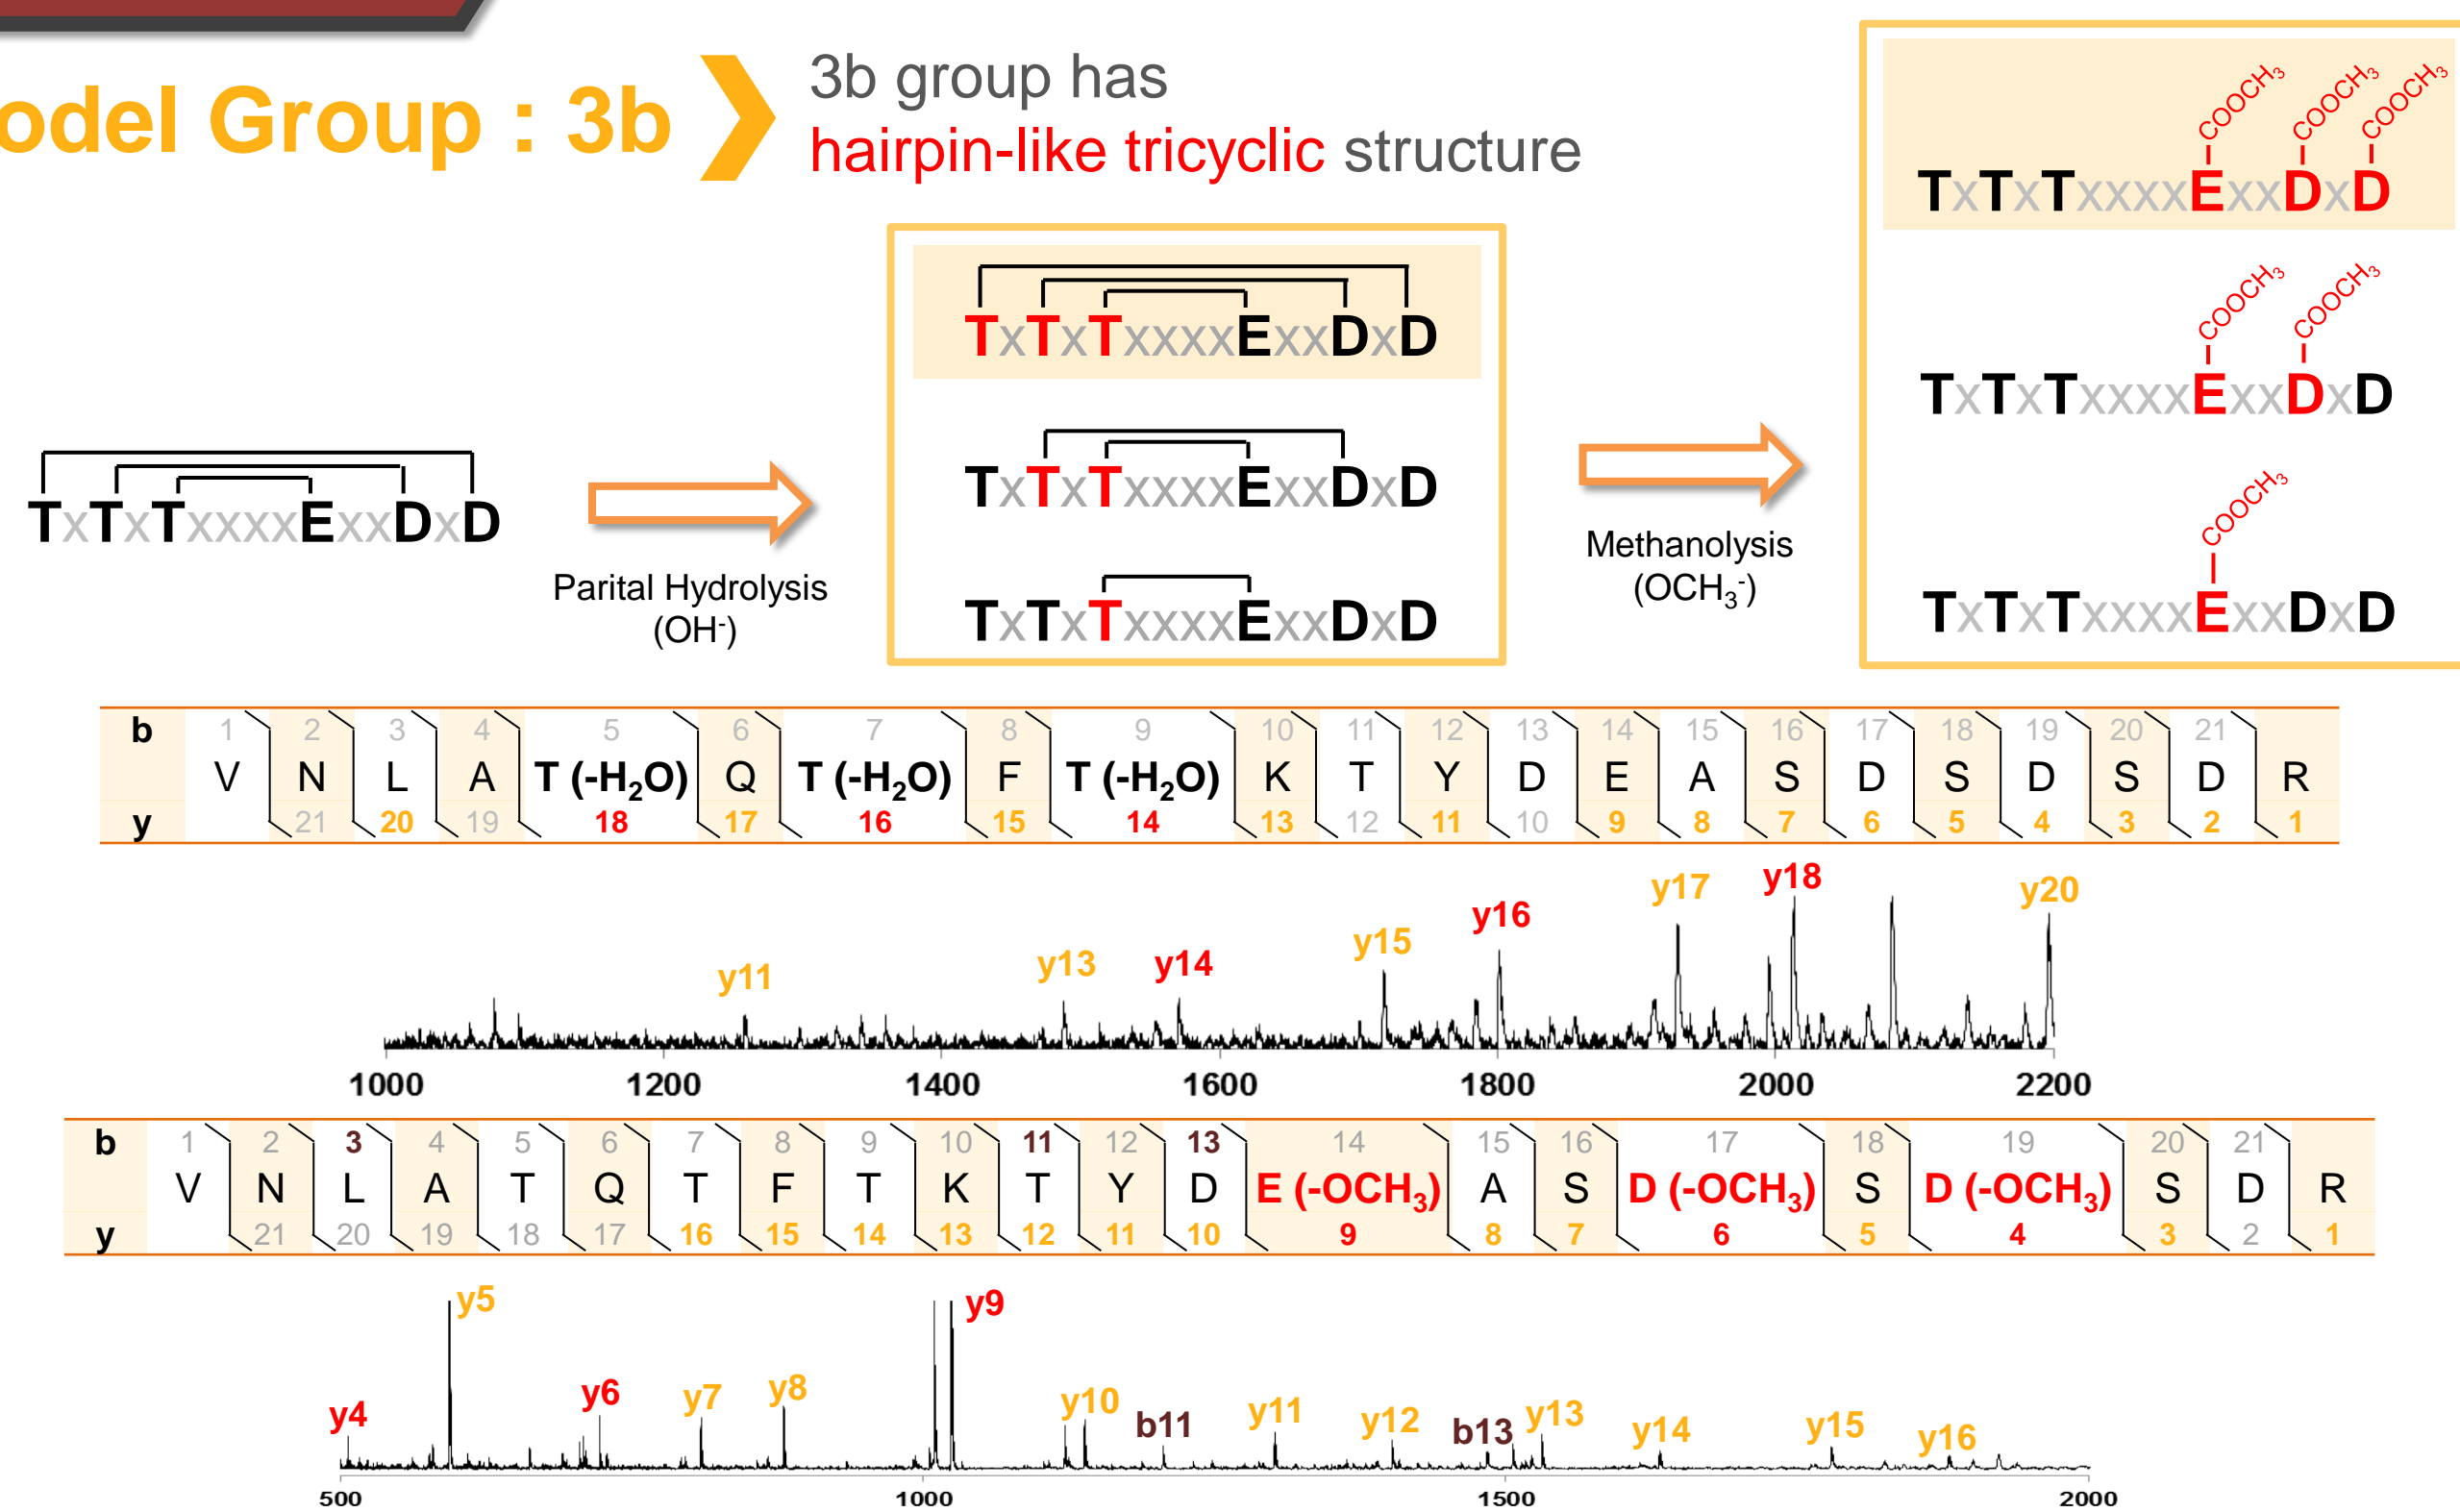 odel Group : 3b
3b group has
hairpin-like tricyclic structure
COOCH3 COOCH3 COOCH3
TxTxTxxxxExxDxD
COOCH3 COOCH3
TxTxTxxxxExxDxD
COOCH3
TxTxTxxxxExxDxD
TxTxTxxxxExxDxD
TxTxTxxxxExxDxD
TxTxTxxxxExxDxD
TxTxTxxxxExxDxD
Parital Hydrolysis
(OH-)
Methanolysis
(OCH3-)
b 1 2 3 4 5 6 7 8 9 10 11 12 13 14 15 16 17 18 19 20 21
V N L A T (-H2O) Q T (-H2O) F T (-H2O) K T Y D E A S D S D S D R
y 21 20 19 18 17 16 15 14 13 12 11 10 9 8 7 6 5 4 3 2 1
y11 y13 y14 y15 y16 y17 y18 y20
1000 1200 1400 1600 1800 2000 2200
b 1 2 3 4 5 6 7 8 9 10 11 12 13 14 15 16 17 18 19 20 21
V N L A T Q T F T K T Y D E (-OCH3) A S D (-OCH3) S D (-OCH3) S D R
y 21 20 19 18 17 16 15 14 13 12 11 10 9 8 7 6 5 4 3 2 1
y4 y5 y6 y7 y8 y9 y10 b11 y11 y12 b13 y13 y14 y15 y16
500 1000 1500 2000